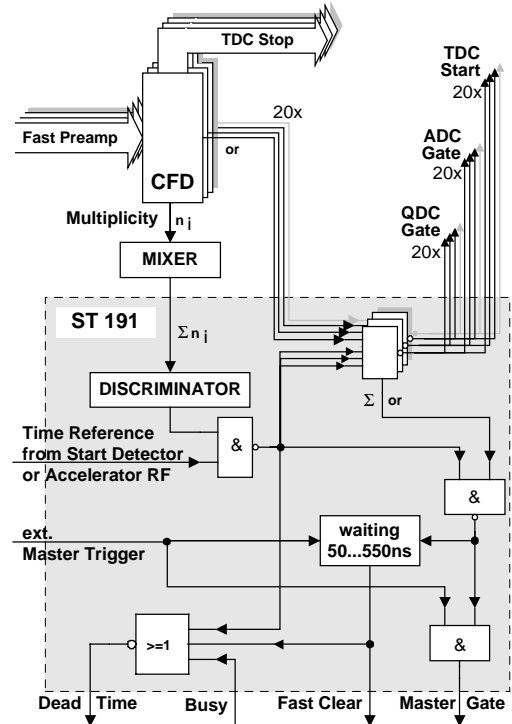 TDC Stop
TDC
Start
20x
Fast Preamp
20x
or
ADC
Gate
20x
CFD
Multiplicity n i
QDC
Gate
20x
MIXER
ST 191
Σ n i
DISCRIMINATOR
Σ or
&
Time Reference
from Start Detector
or Accelerator RF
&
ext.
Master Trigger
waiting
50...550ns
>=1
&
Dead Time
Busy
Fast Clear
Master Gate